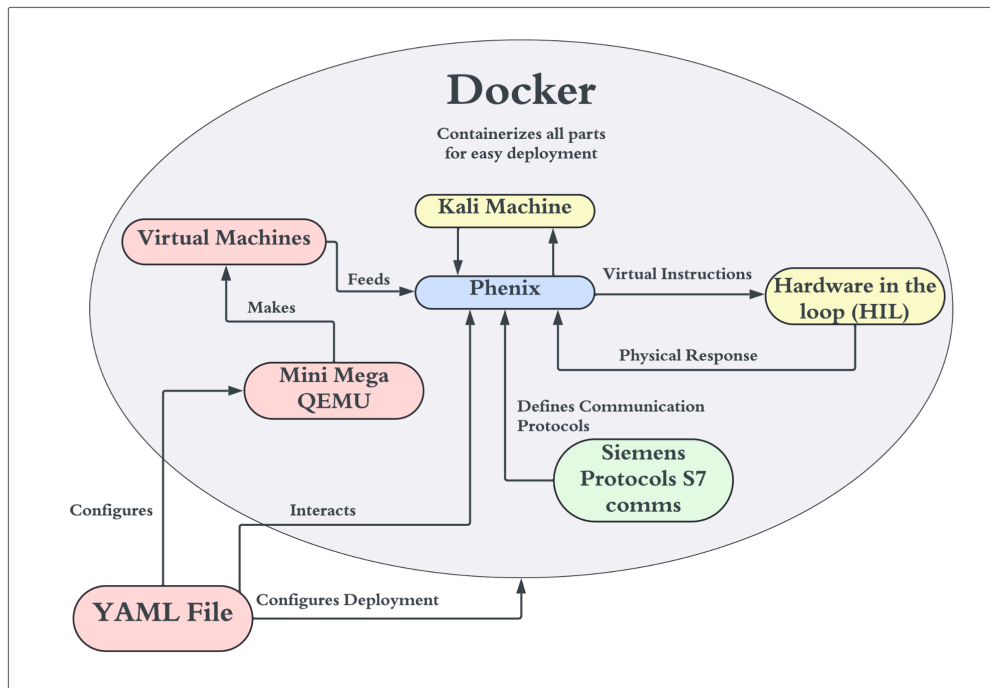 Docker
Containerizes all parts
for easy deployment
Kali Machine
Virtual Machines
Feeds
Phenix
Virtual Instructions
Hardware in the
loop (HIL)
Makes
Physical Response
Mini Mega
QEMU
Defines Communication
Protocols
Siemens
Protocols S7
comms
Configures
Interacts
YAML File
Configures Deployment